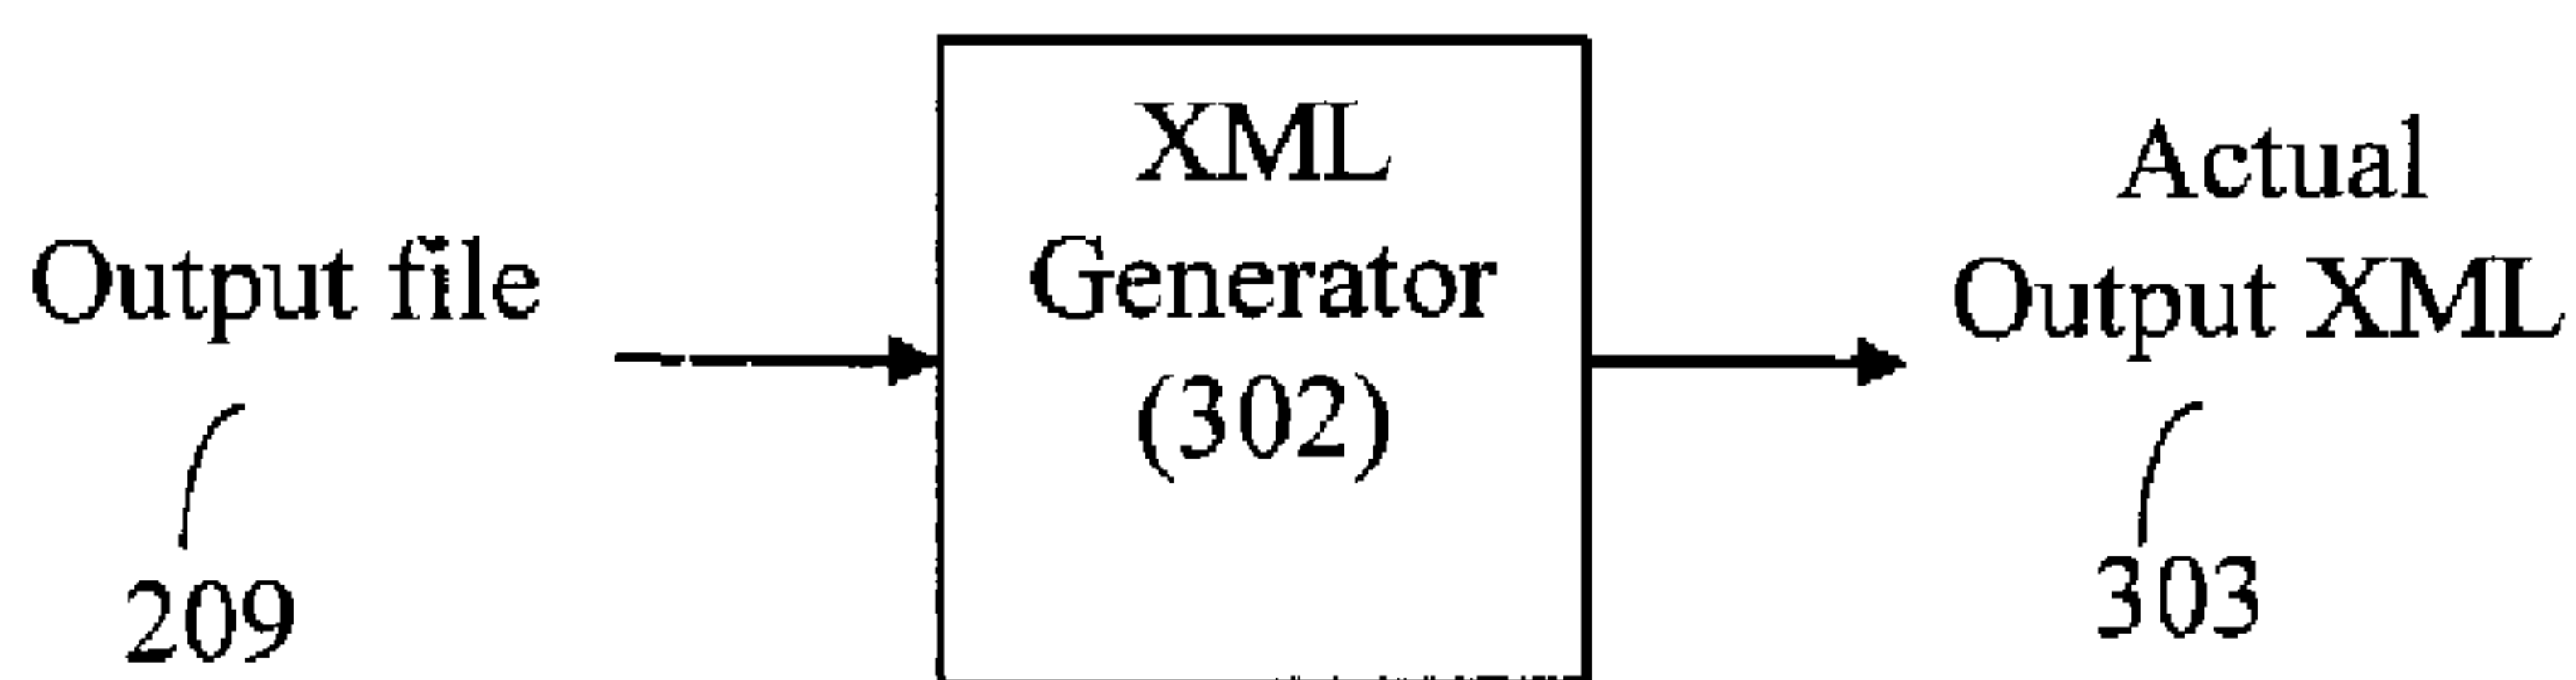 Output file
209
XML
Generator
(302)
Actual
Output XML
303